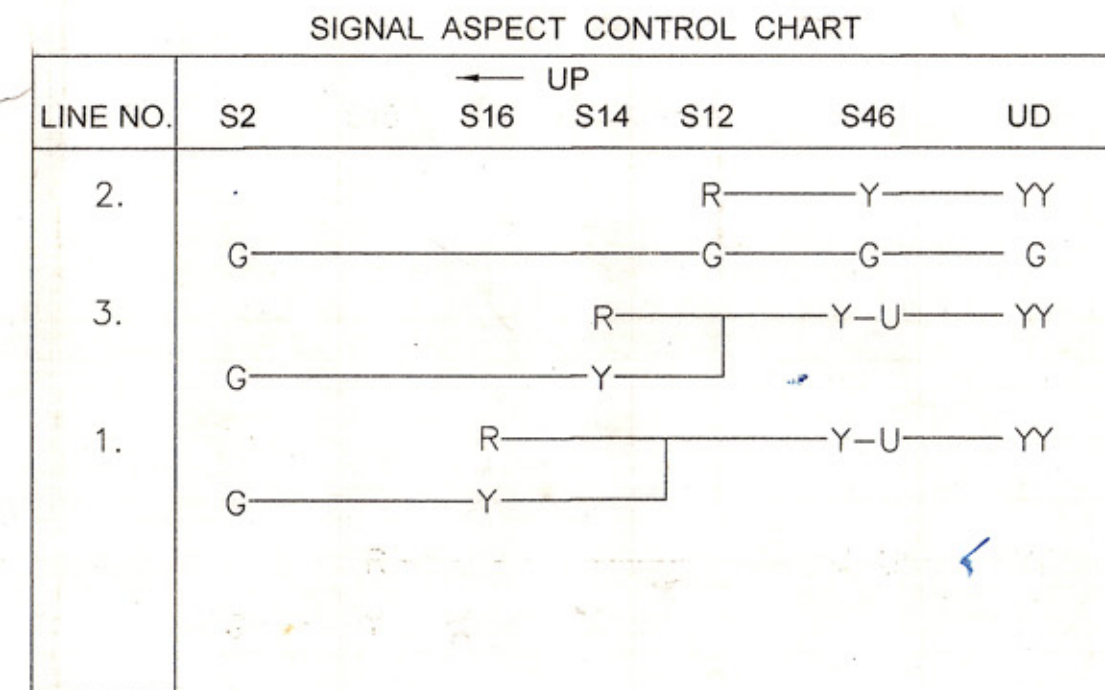 SIGNAL ASPECT CONTROL CHART
← UP
LINE NO. S2 S16 S14 S12 S46 UD
2. R Y YY
G G G G
3. R Y-U YY
G Y
1. R Y-U YY
G Y